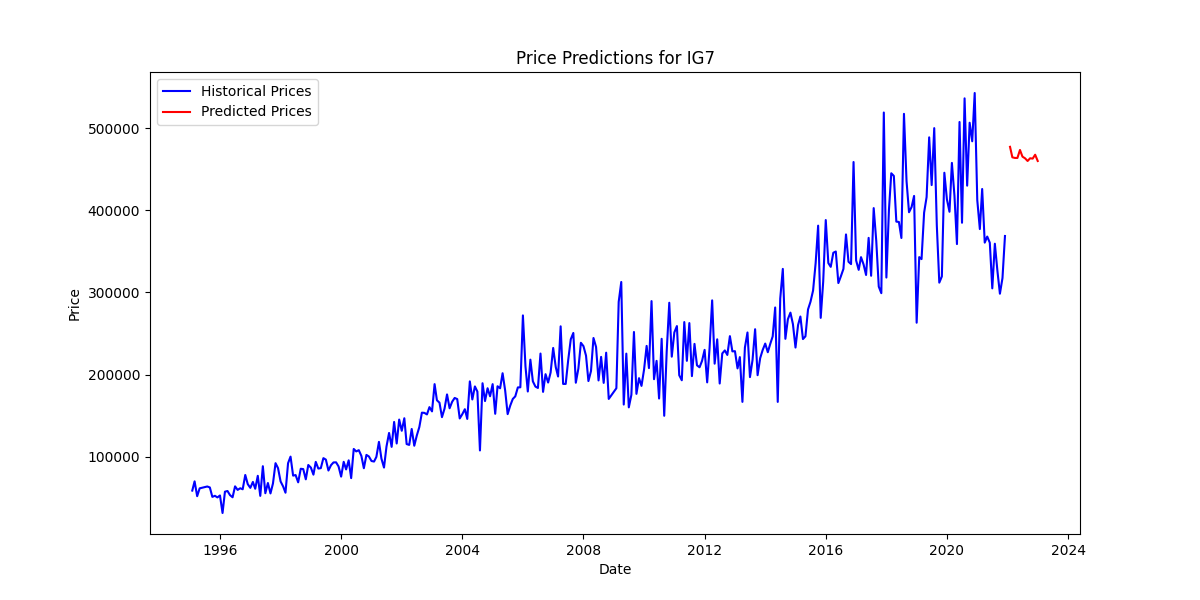 Price Predictions for IG7
Historical Prices
Predicted Prices
500000
400000
300000
200000
100000
Price
1996 2000 2004 2008 2012 2016 2020 2024
Date